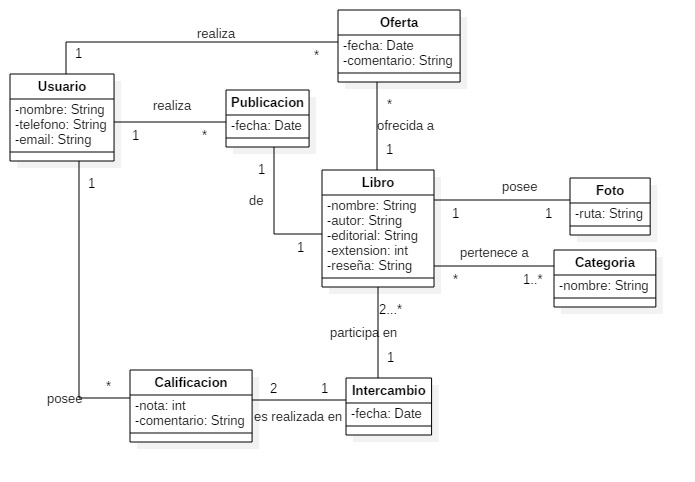 Oferta
-fecha: Date
-comentario: String
realiza
1
*
Usuario
-nombre: String
-telefono: String
-email: String
realiza
1
*
Publicacion
-fecha: Date
*
ofrecida a
1
1
de
1
1
Libro
-nombre: String
-autor: String
-editorial: String
-extension: int
-reseña: String
posee
1
1
Foto
-ruta: String
pertenece a
*
1..*
Categoria
-nombre: String
2...*
participa en
1
*
posee
Calificacion
-nota: int
-comentario: String
2
1
es realizada en
Intercambio
-fecha: Date